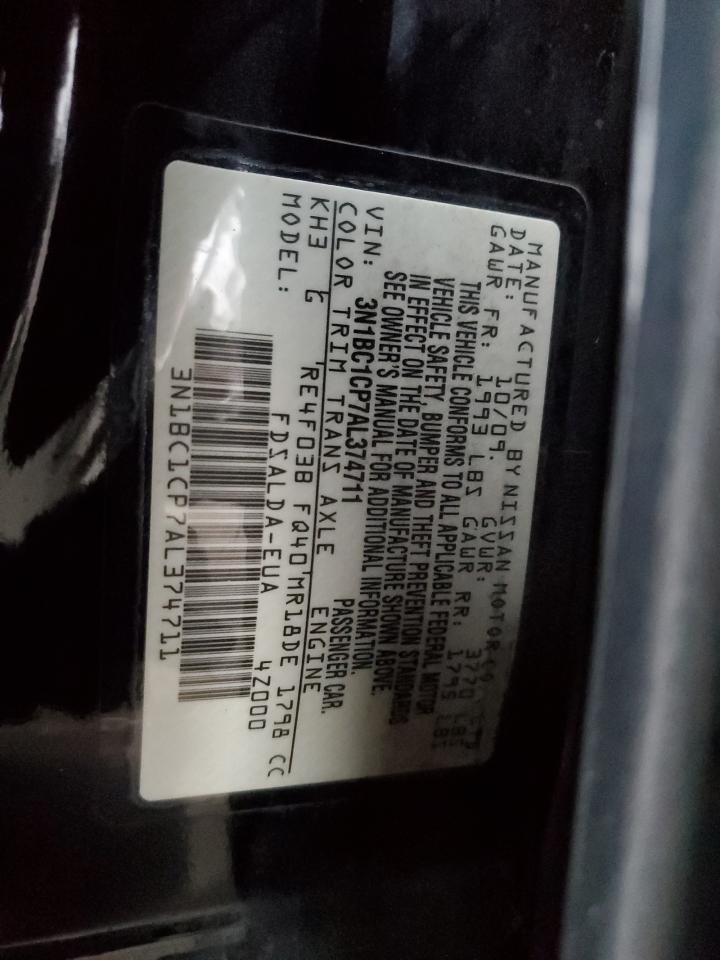 MANUFACTURED BY NISSAN MOTOR CO., LTD.
DATE: 10/09. GVWR: 3770 LBS
GAWR FR: 1993 LBS GAWR RR: 1795 LBS
THIS VEHICLE CONFORMS TO ALL APPLICABLE FEDERAL MOTOR
VEHICLE SAFETY, BUMPER AND THEFT PREVENTION STANDARDS
IN EFFECT ON THE DATE OF MANUFACTURE SHOWN ABOVE.
SEE OWNER'S MANUAL FOR ADDITIONAL INFORMATION.
VIN: 3N1BC1CP7AL374711 PASSENGER CAR.
COLOR TRIM TRANS AXLE ENGINE
KH3 G RE4F03B FQ40 MR18DE 1798 CC
MODEL: FDSALDA-EUA 4Z000
3N1BC1CP7AL374711